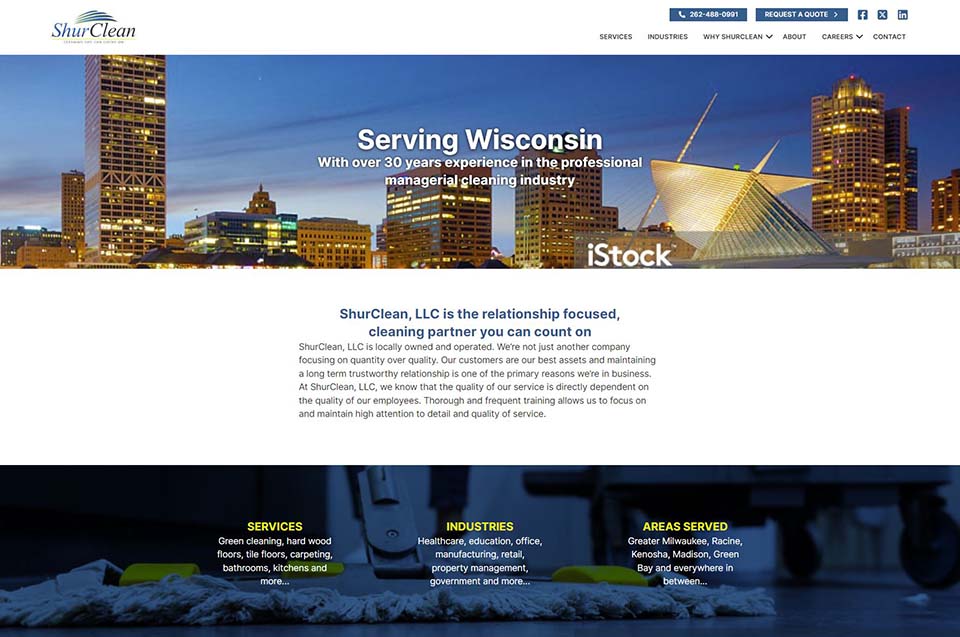 ShurClean
262-488-0991
REQUEST A QUOTE
SERVICES INDUSTRIES WHY SHURCLEAN ABOUT CAREERS CONTACT
Serving Wisconsin
With over 30 years experience in the professional
managerial cleaning industry
iStock
ShurClean, LLC is the relationship focused,
cleaning partner you can count on
ShurClean, LLC is locally owned and operated. We're not just another company
focusing on quantity over quality. Our customers are our best assets and maintaining
a long term trustworthy relationship is one of the primary reasons we're in business.
At ShurClean, LLC, we know that the quality of our service is directly dependent on
the quality of our employees. Thorough and frequent training allows us to focus on
and maintain high attention to detail and quality of service.
SERVICES
Green cleaning, hard wood
floors, tile floors, carpeting,
bathrooms, kitchens and
more...
INDUSTRIES
Healthcare, education, office,
manufacturing, retail,
property management,
government and more...
AREAS SERVED
Greater Milwaukee, Racine,
Kenosha, Madison, Green
Bay and everywhere in
between...